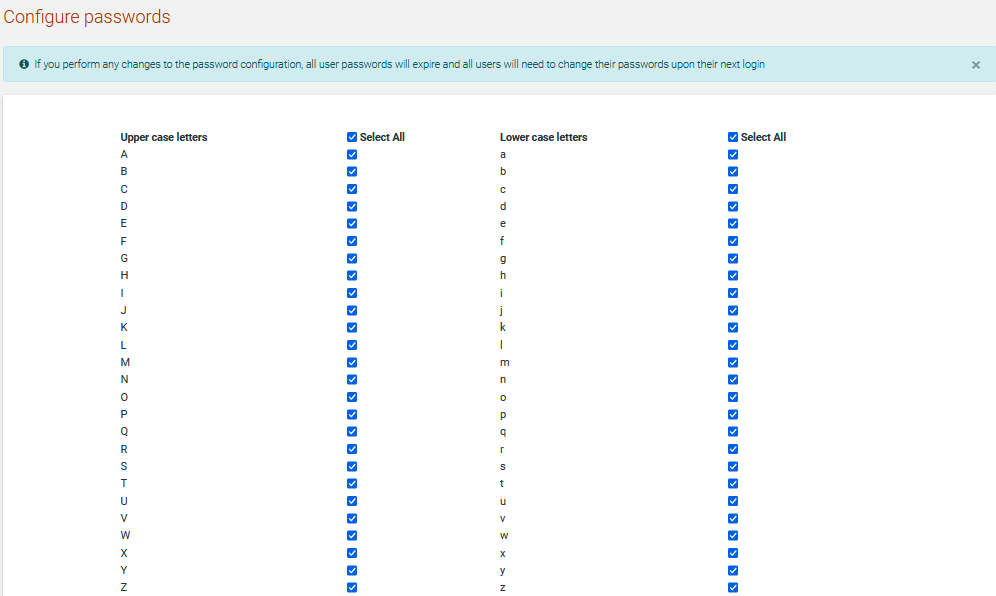 Configure passwords
If you perform any changes to the password configuration, all user passwords will expire and all users will need to change their passwords upon their next login
Upper case letters Select All Lower case letters Select All
A a
B b
C c
D d
E e
F f
G g
H h
I i
J j
K k
L l
M m
N n
O o
P p
Q q
R r
S s
T t
U u
V v
W w
X x
Y y
Z z